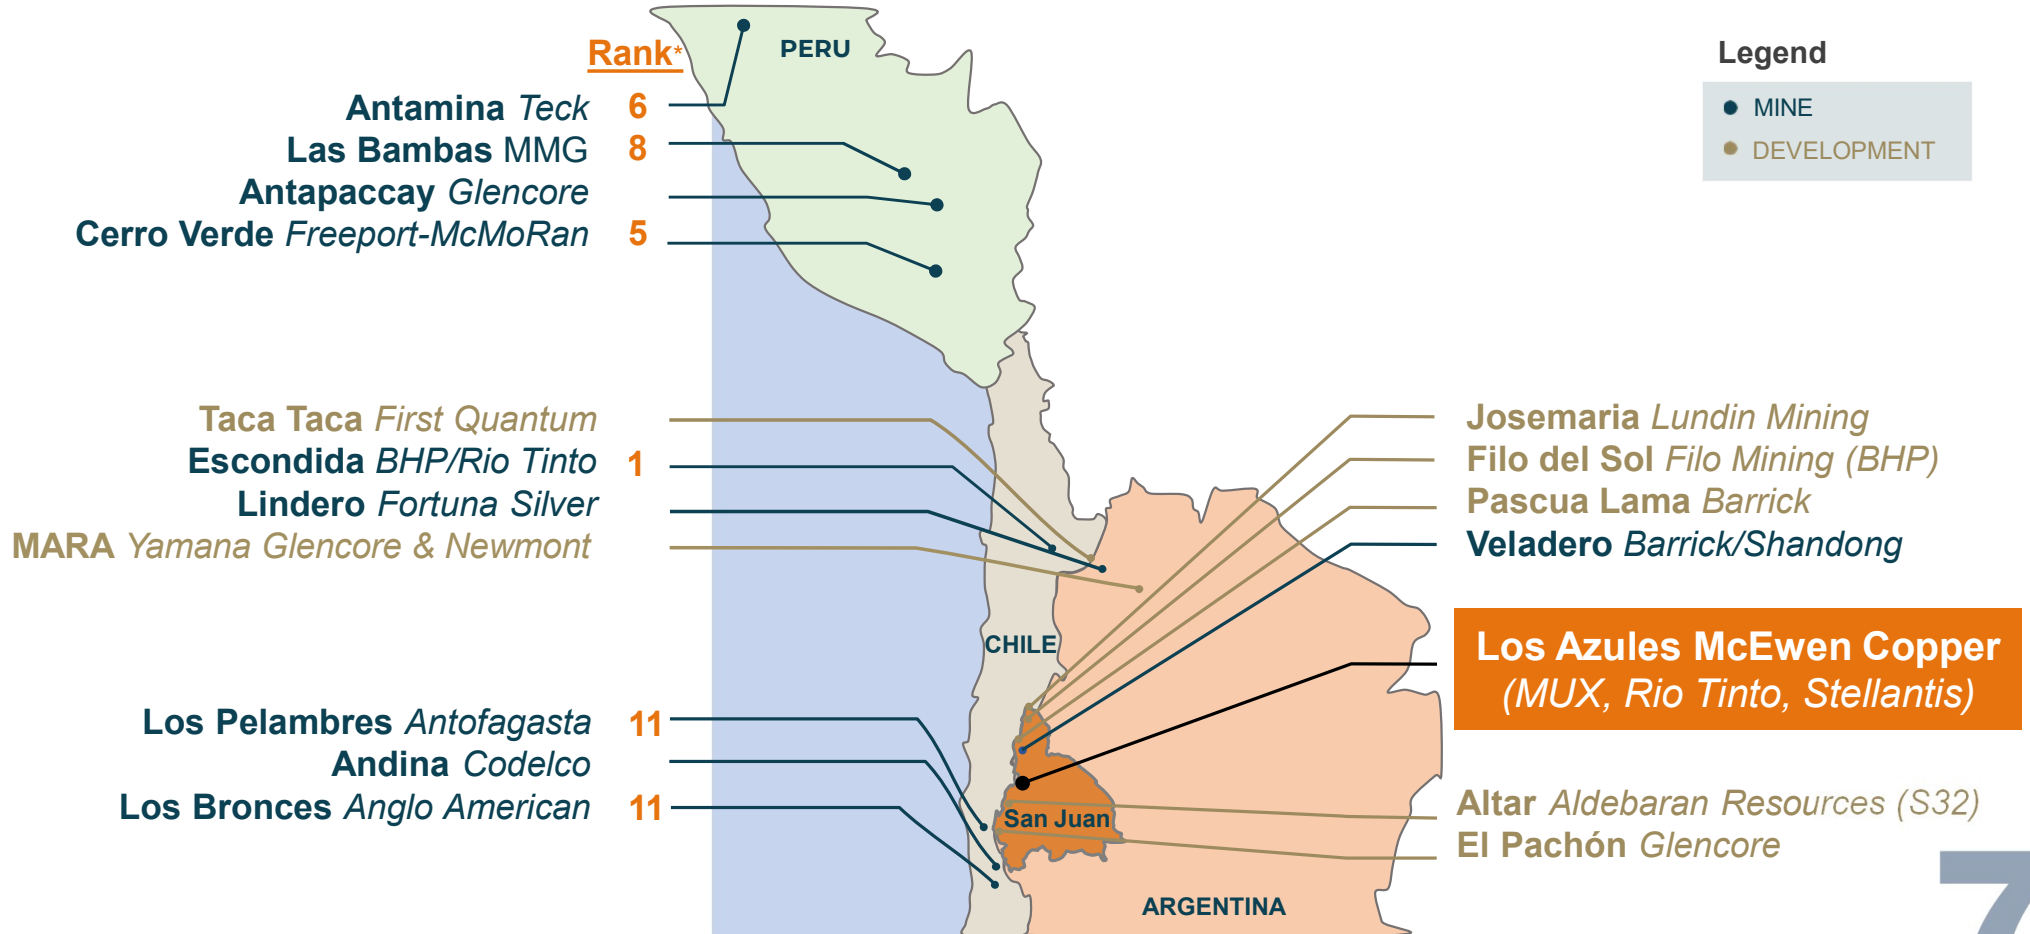 PERU
Rank*
Antamina Teck 6
Las Bambas MMG 8
Antapaccay Glencore
Cerro Verde Freeport-McMoRan 5
Legend
MINE
DEVELOPMENT
Taca Taca First Quantum
Escondida BHP/Rio Tinto 1
Lindero Fortuna Silver
MARA Yamana Glencore & Newmont
Josemaria Lundin Mining
Filo del Sol Filo Mining (BHP)
Pascua Lama Barrick
Veladero Barrick/Shandong
CHILE
Los Azules McEwen Copper
(MUX, Rio Tinto, Stellantis)
Los Pelambres Antofagasta 11
Andina Codelco
Los Bronces Anglo American 11
San Juan
Altar Aldebaran Resources (S32)
El Pachón Glencore
ARGENTINA
7